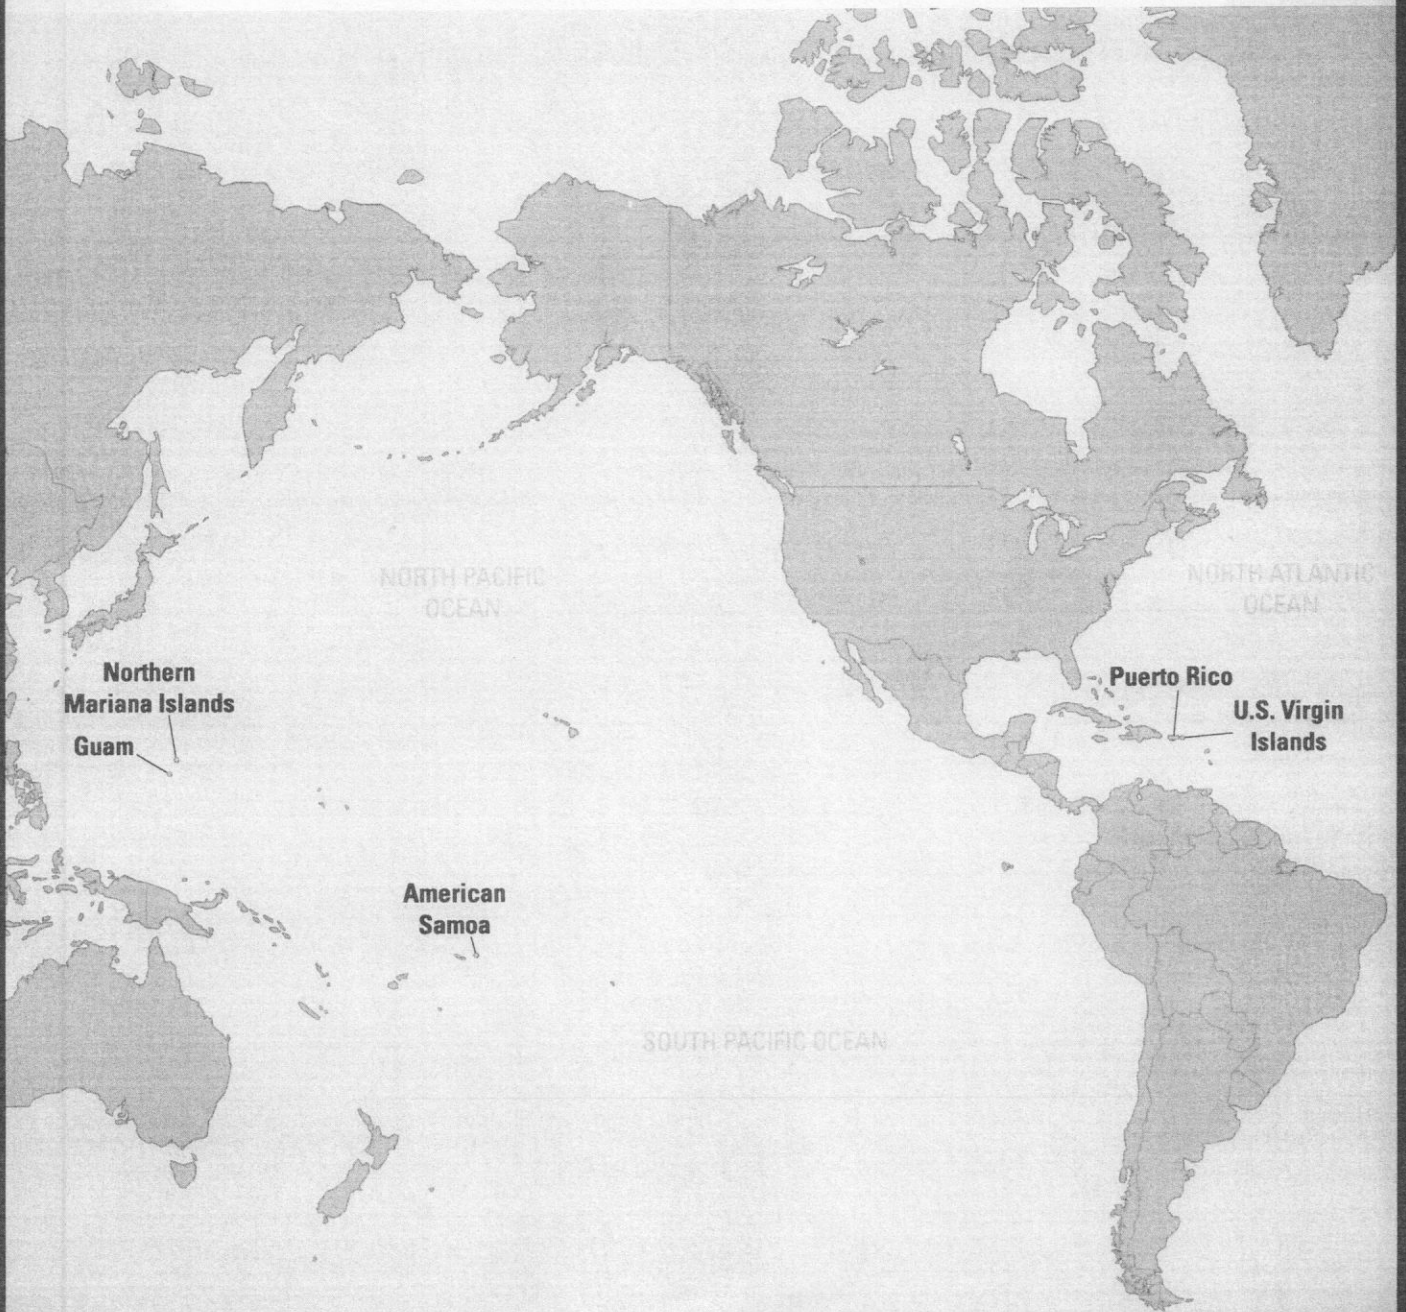 NORTH PACIFIC
OCEAN
NORTH ATLANTIC
OCEAN
Northern
Mariana Islands
Guam
Puerto Rico
U.S. Virgin
Islands
American
Samoa
SOUTH PACIFIC OCEAN